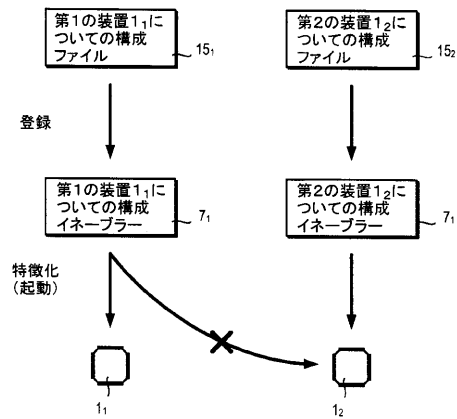 第1の装置1₁に
ついての構成
ファイル
15₁
第2の装置1₂に
ついての構成
ファイル
15₂
登録
第1の装置1₁に
ついての構成
イネーブラー
7₁
第2の装置1₂に
ついての構成
イネーブラー
7₁
特徴化
(起動)
1₁
1₂